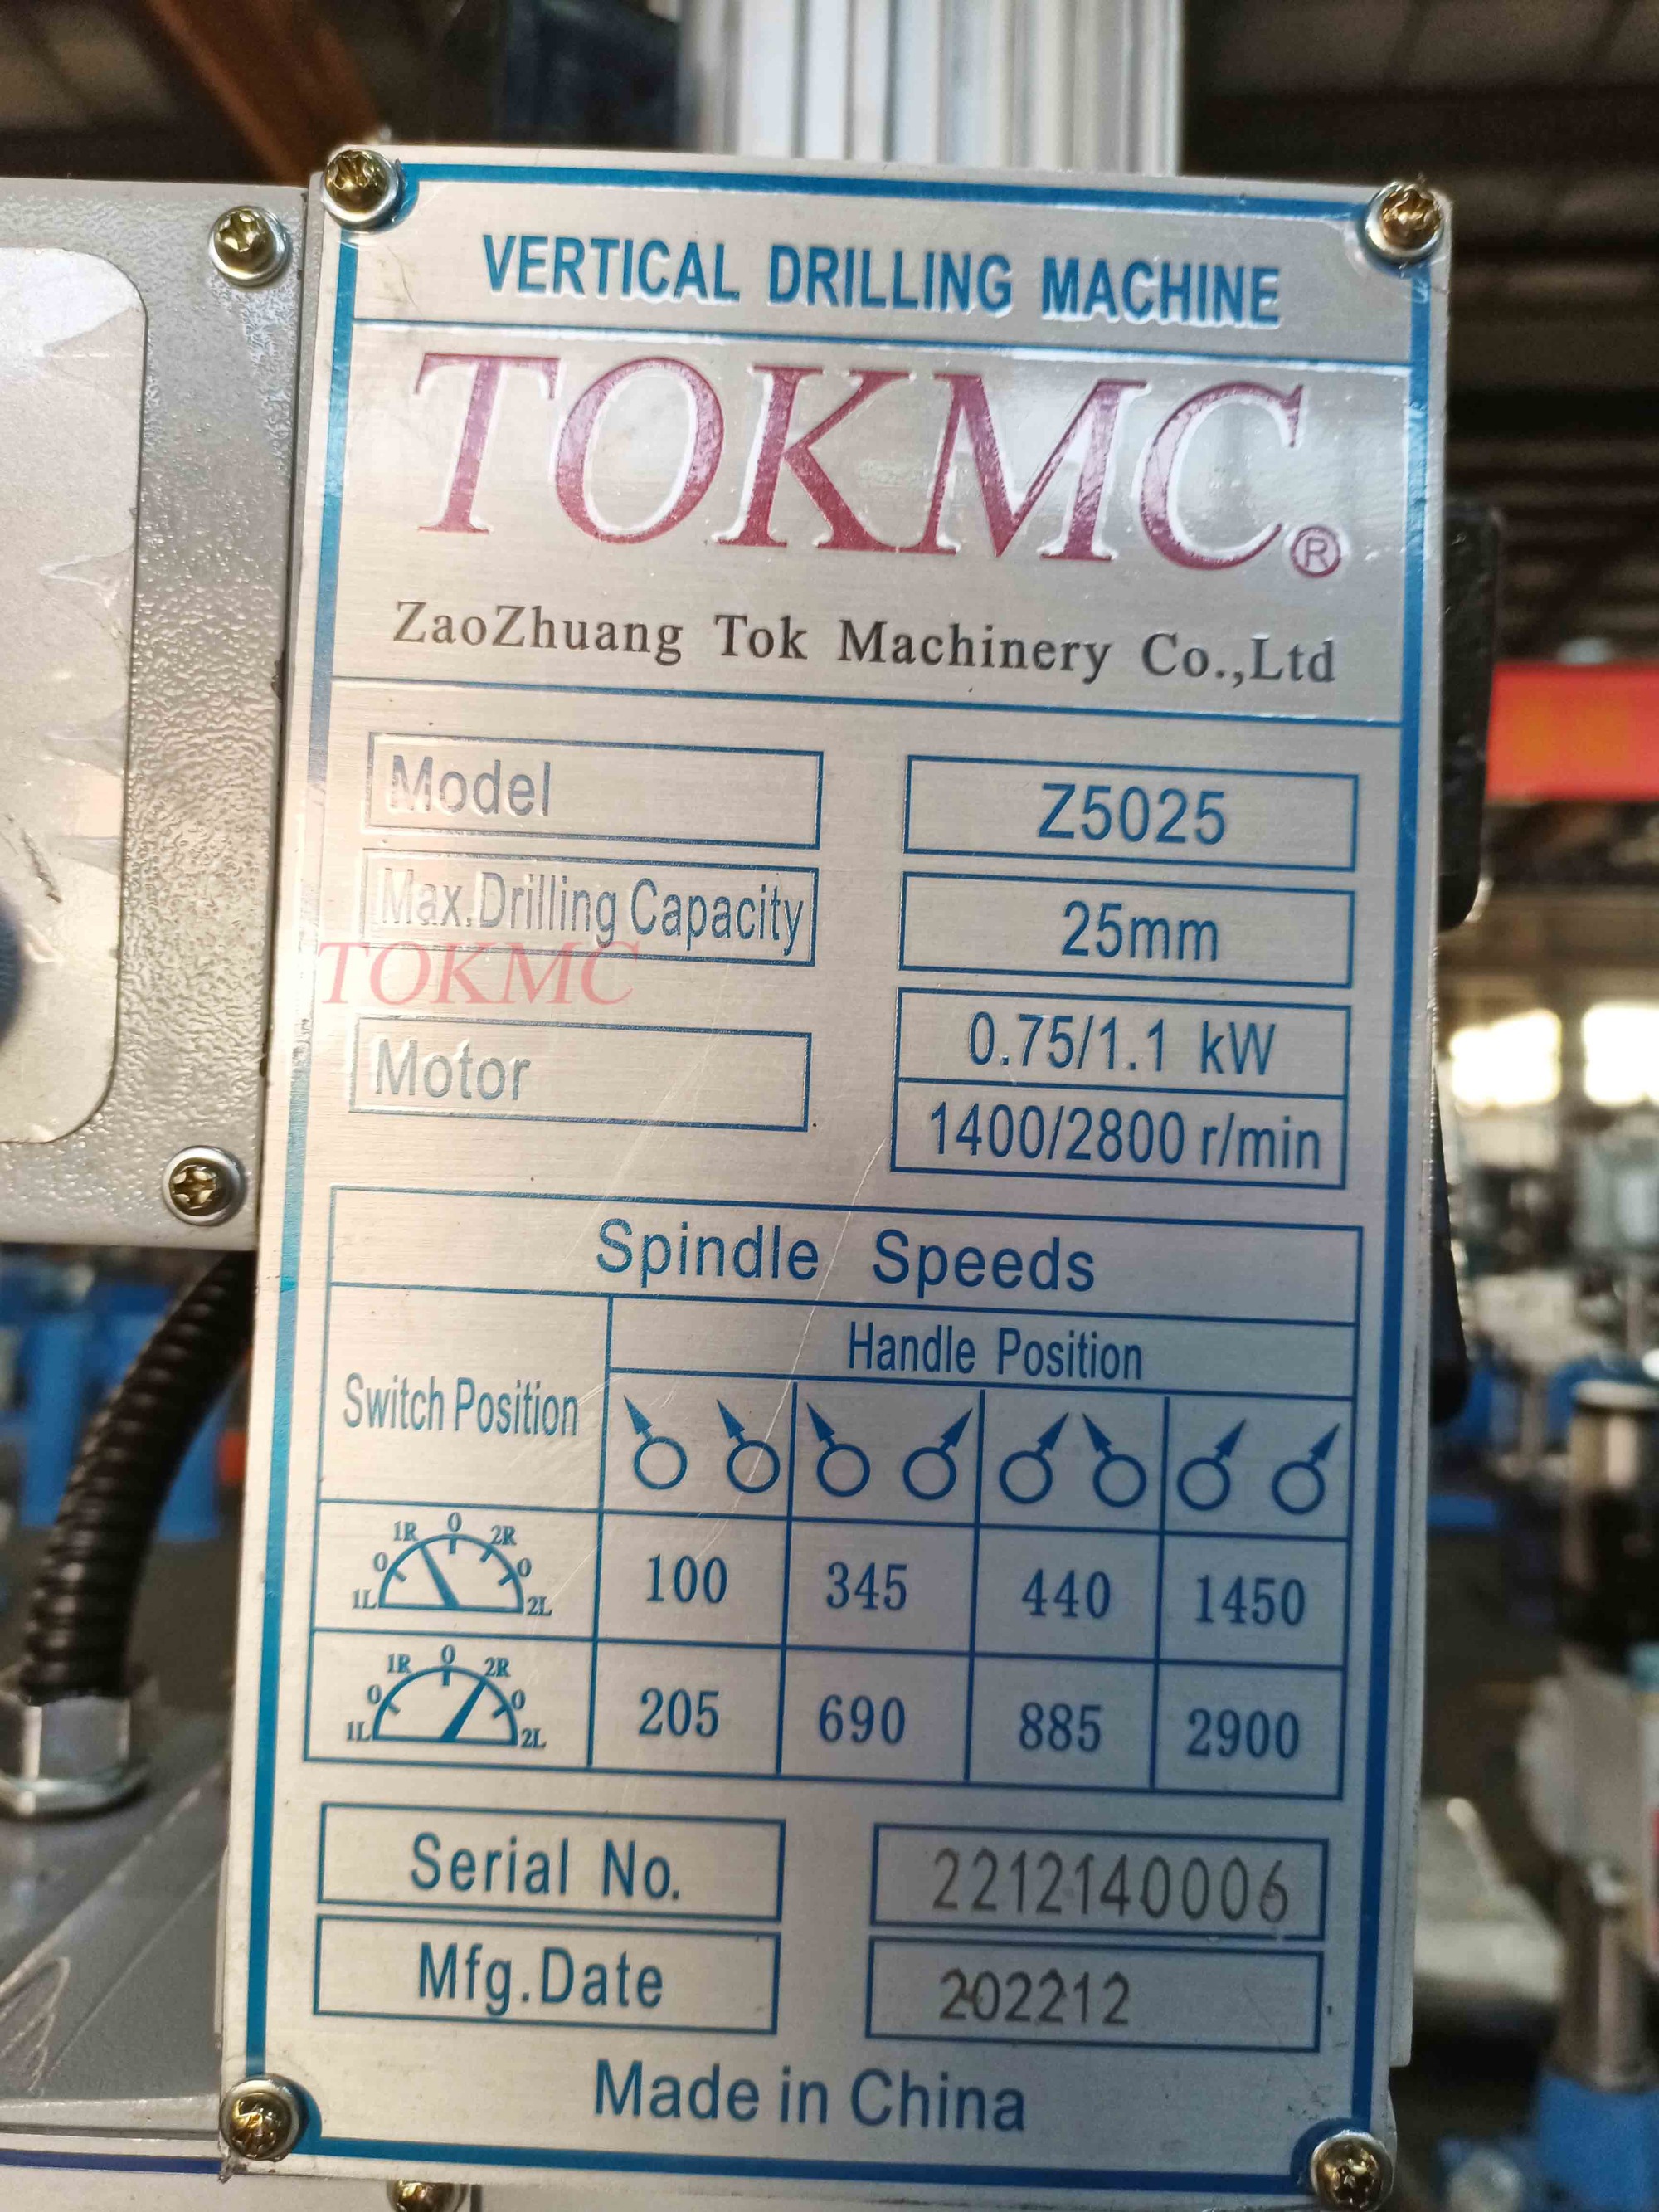 VERTICAL DRILLING MACHINE
TOKMC®
ZaoZhuang Tok Machinery Co.,Ltd
Model Z5025
Max.Drilling Capacity 25mm
TOKMC
Motor 0.75/1.1 kW
1400/2800 r/min
Spindle Speeds
Switch Position Handle Position
1L 0 1R 0 2R 0 2L 100 345 440 1450
1L 0 1R 0 2R 0 2L 205 690 885 2900
Serial No. 2212140006
Mfg.Date 202212
Made in China